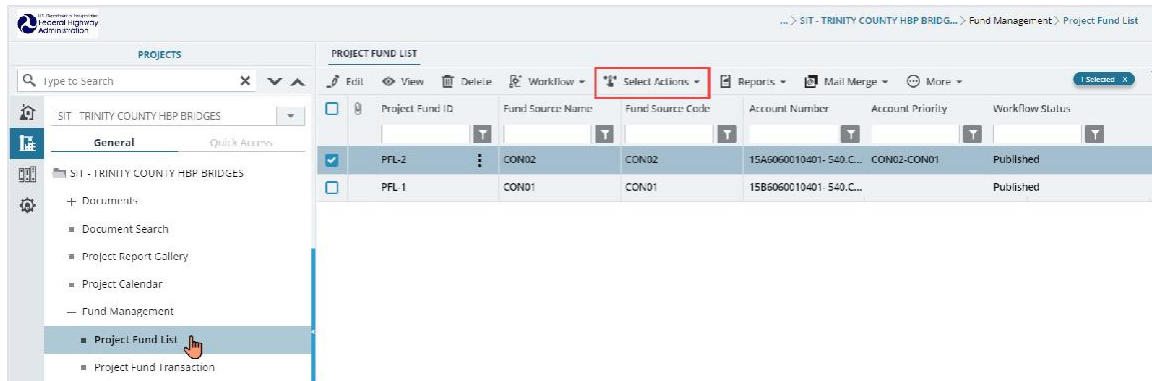 U.S. Department of Transportation
Federal Highway
Administration
... > SIT - TRINITY COUNTY HBP BRIDG... > Fund Management > Project Fund List
PROJECTS
PROJECT FUND LIST
Type to Search
Edit View Delete Workflow Select Actions Reports Mail Merge More 1 Selected X
SIT - TRINITY COUNTY HBP BRIDGES
Project Fund ID Fund Source Name Fund Source Code Account Number Account Priority Workflow Status
General Quick Access
PFL-2 CON02 CON02 15A6060010401- 540.C... CON02-CON01 Published
SIT - TRINITY COUNTY HBP BRIDGES
PFL-1 CON01 CON01 15B6060010401- 540.C... Published
+ Documents
Document Search
Project Report Gallery
Project Calendar
— Fund Management
Project Fund List
Project Fund Transaction